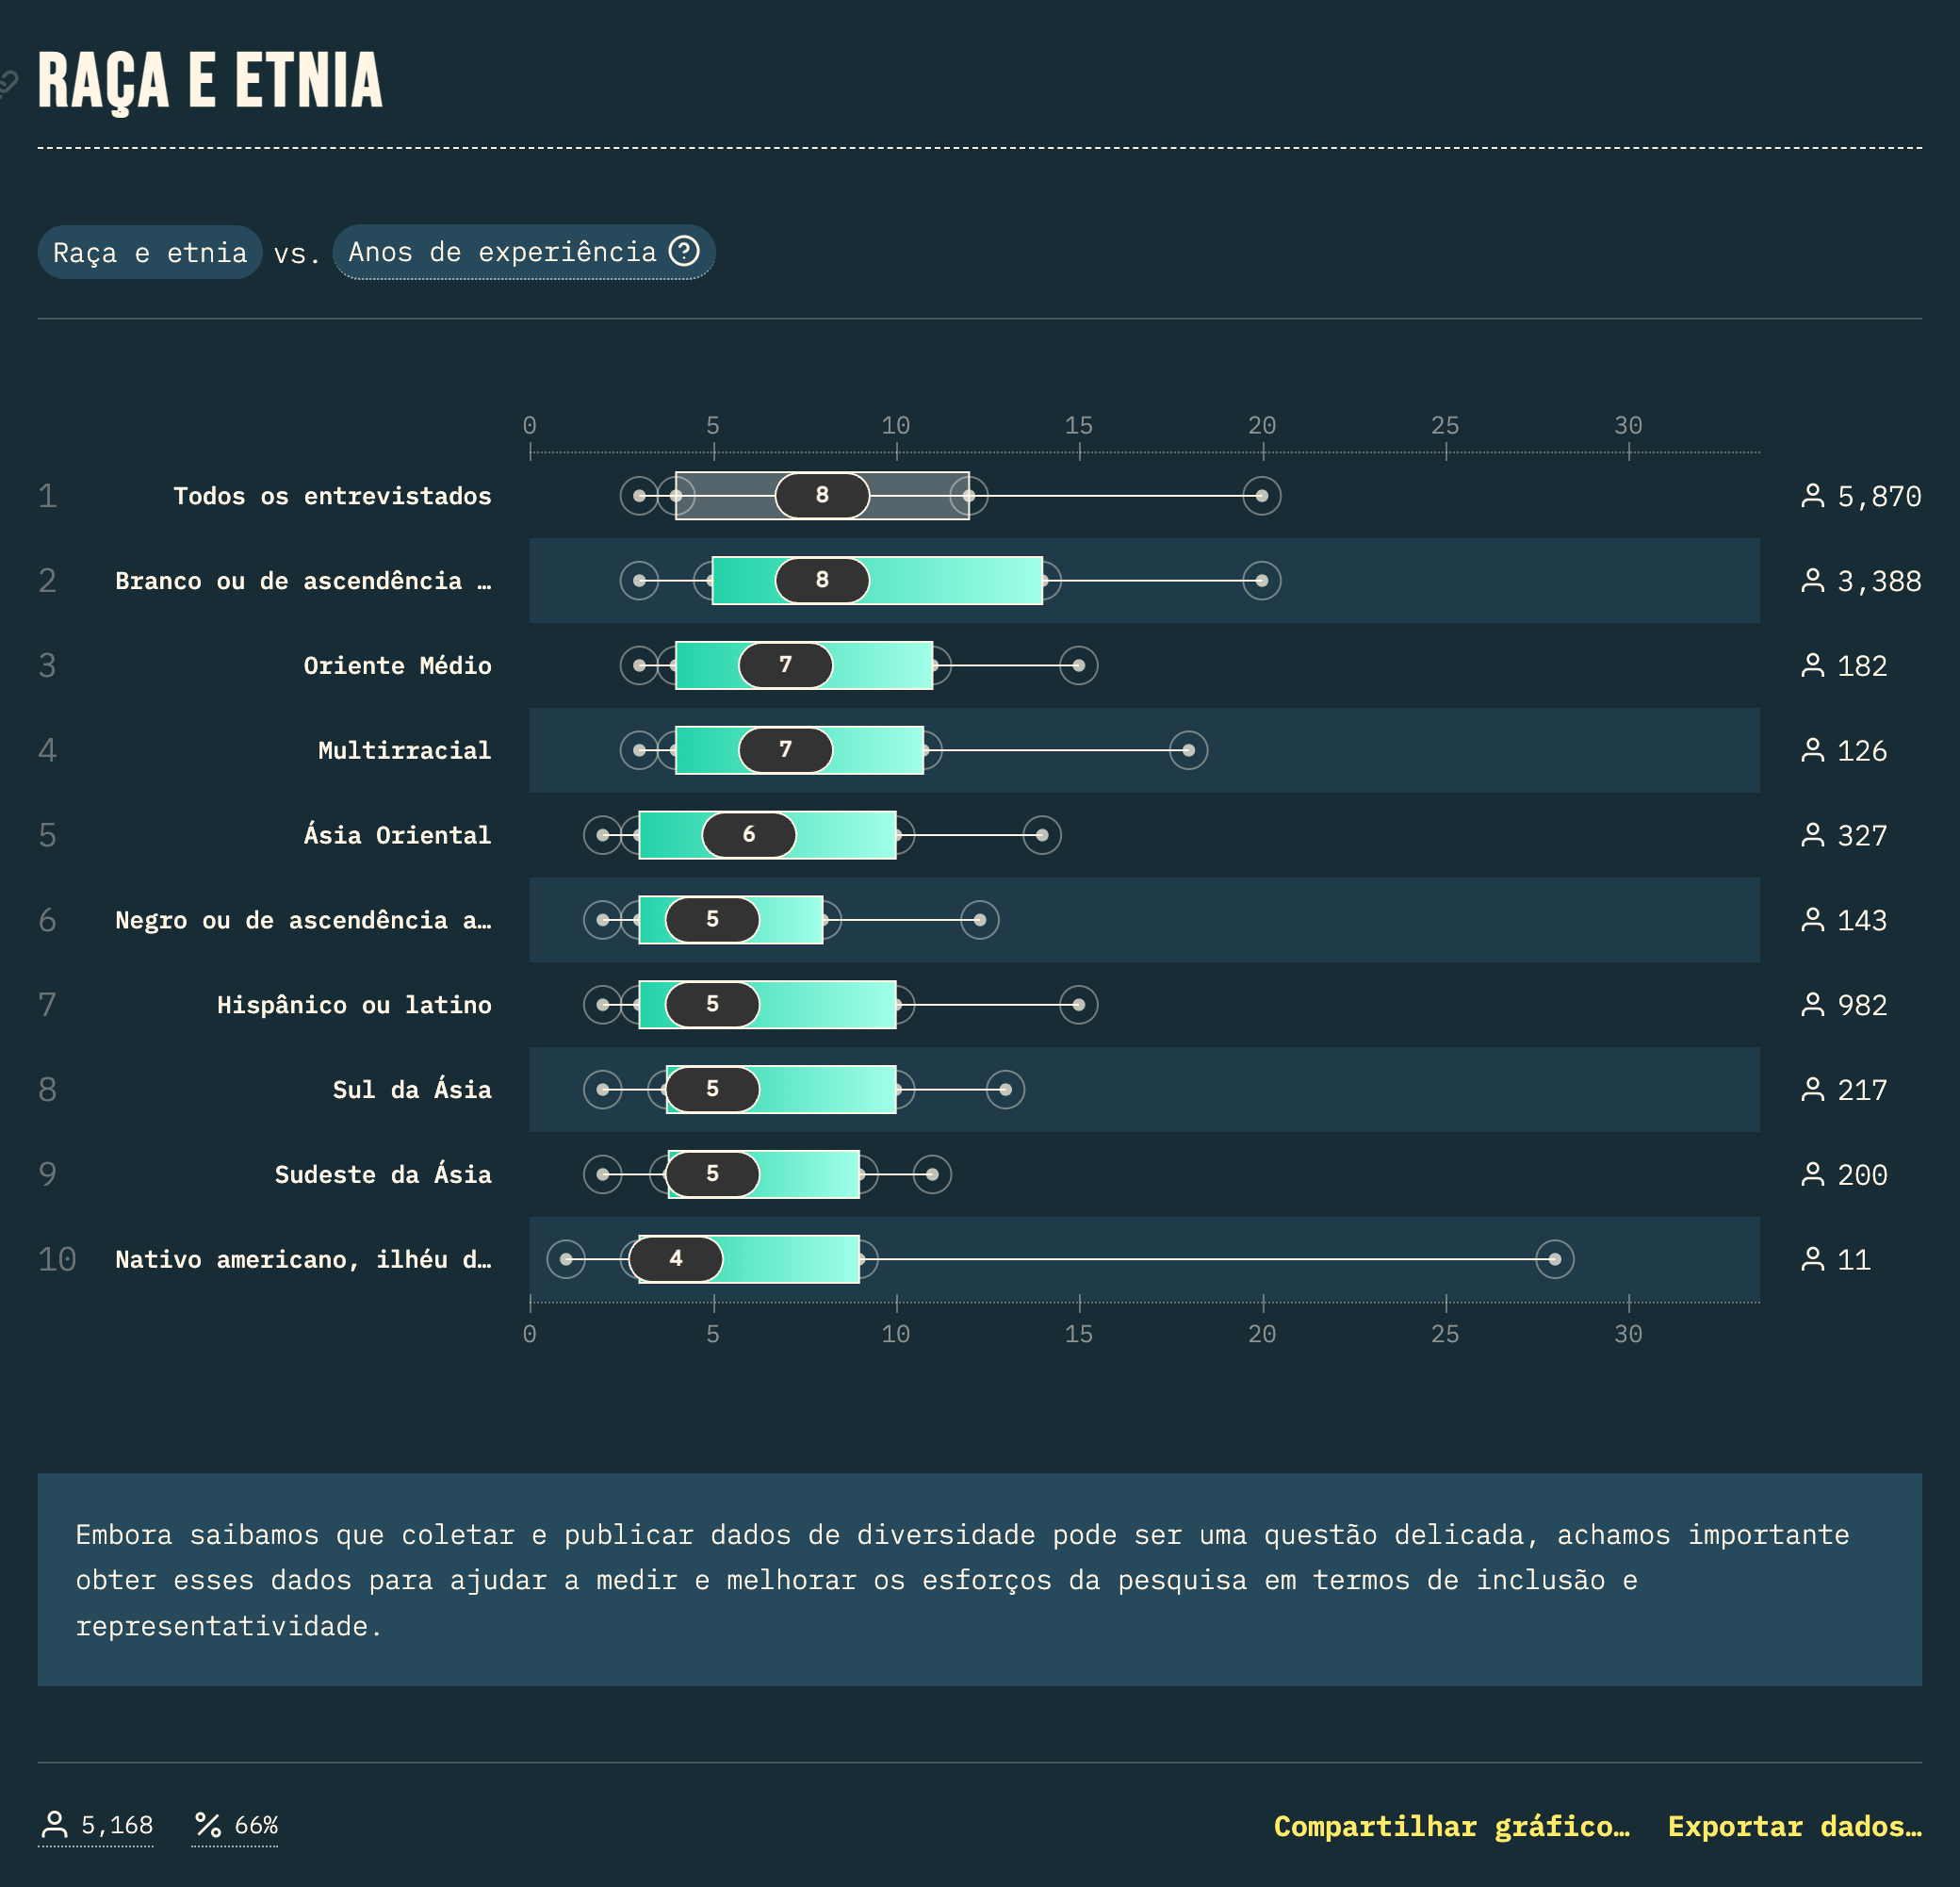 RAÇA E ETNIA
Raça e etnia vs. Anos de experiência ?
0 5 10 15 20 25 30
1 Todos os entrevistados 8 5,870
2 Branco ou de ascendência … 8 3,388
3 Oriente Médio 7 182
4 Multirracial 7 126
5 Ásia Oriental 6 327
6 Negro ou de ascendência a… 5 143
7 Hispânico ou latino 5 982
8 Sul da Ásia 5 217
9 Sudeste da Ásia 5 200
10 Nativo americano, ilhéu d… 4 11
0 5 10 15 20 25 30
Embora saibamos que coletar e publicar dados de diversidade pode ser uma questão delicada, achamos importante
obter esses dados para ajudar a medir e melhorar os esforços da pesquisa em termos de inclusão e
representatividade.
5,168 % 66% Compartilhar gráfico… Exportar dados…